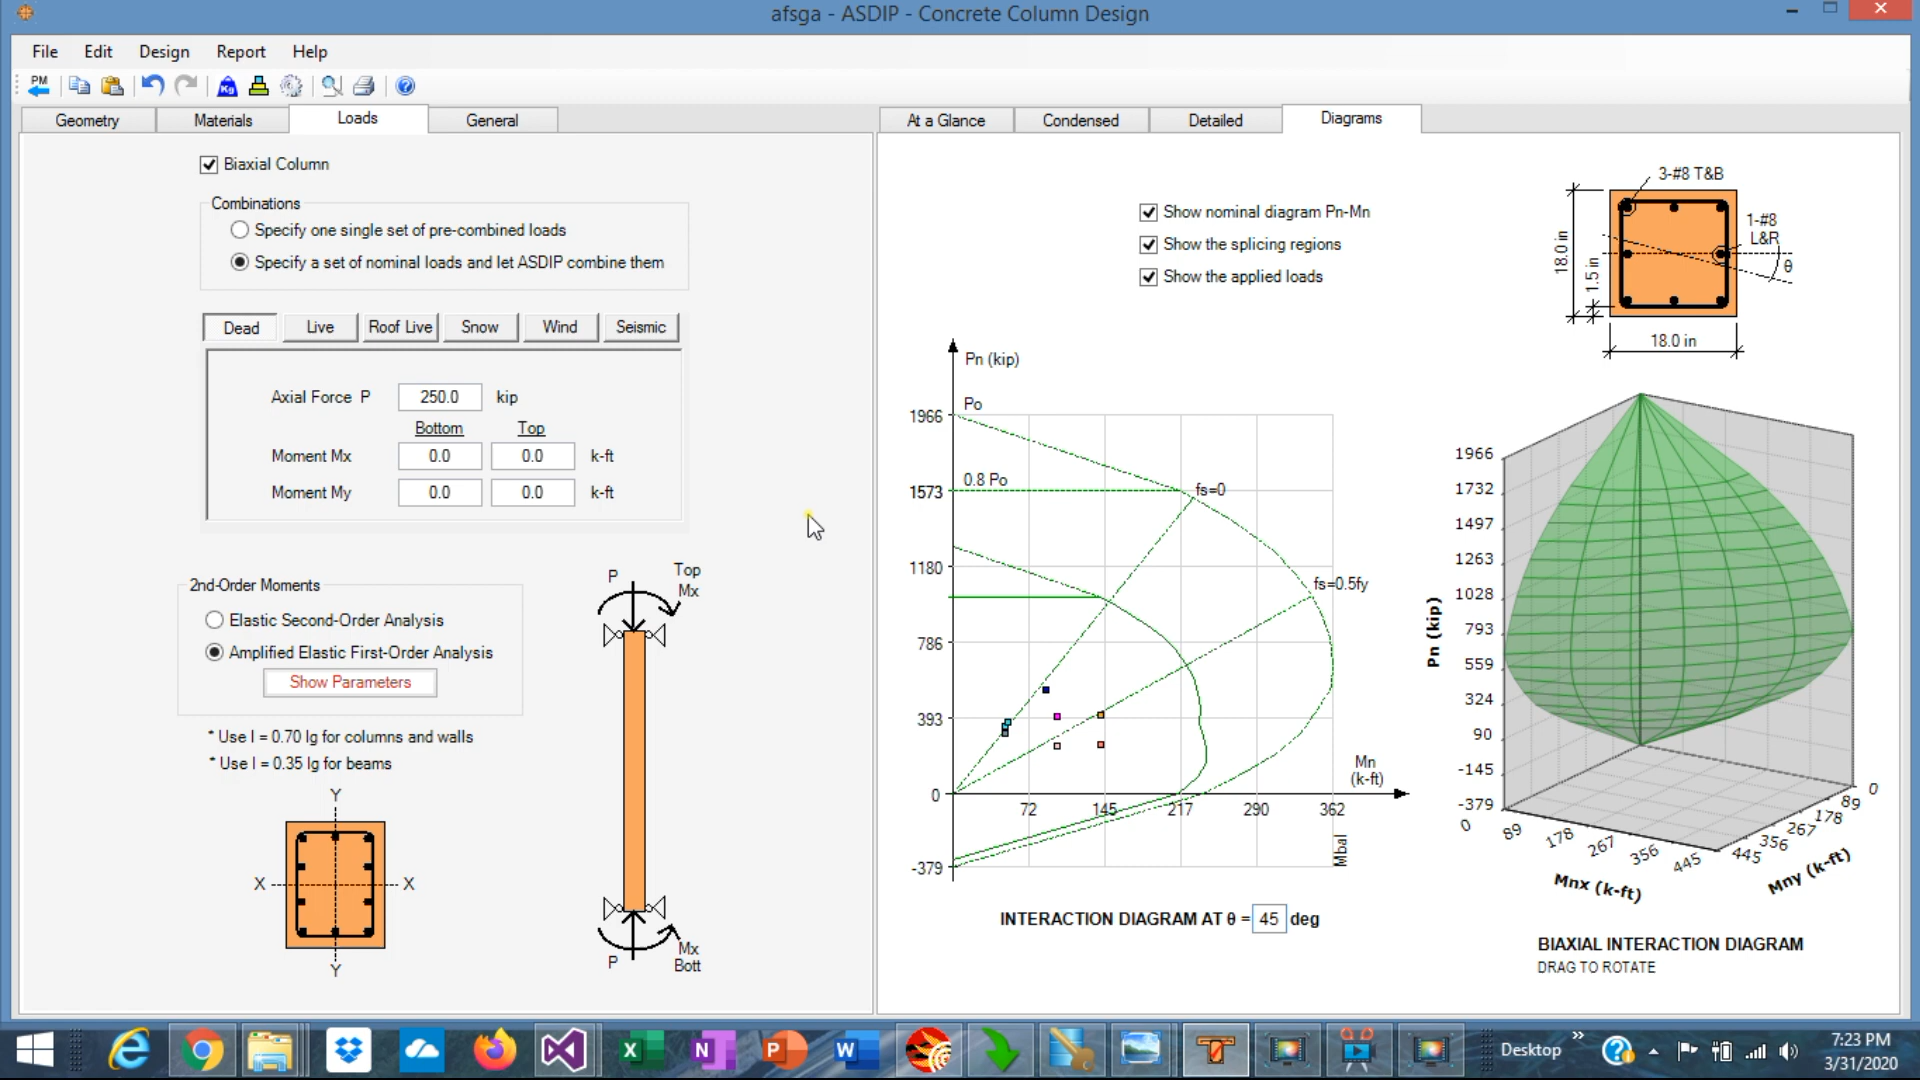 afsga - ASDIP - Concrete Column Design
File Edit Design Report Help
PM Kg
Geometry Materials Loads General
At a Glance Condensed Detailed Diagrams
Biaxial Column
Combinations
Specify one single set of pre-combined loads
Specify a set of nominal loads and let ASDIP combine them
Dead Live Roof Live Snow Wind Seismic
Axial Force P 250.0 kip
Bottom Top
Moment Mx 0.0 0.0 k-ft
Moment My 0.0 0.0 k-ft
2nd-Order Moments
Elastic Second-Order Analysis
Amplified Elastic First-Order Analysis
Show Parameters
* Use I = 0.70 Ig for columns and walls
* Use I = 0.35 Ig for beams
Y
X X
Y
P Top
Mx
Mx
P Bott
Show nominal diagram Pn-Mn
Show the splicing regions
Show the applied loads
3-#8 T&B
1-#8
L&R
θ
18.0 in
1.5 in
18.0 in
Pn (kip)
Po
1966
0.8 Po
1573
fs=0
1180
fs=0.5fy
786
393
Mn
(k-ft)
0
72 145 217 290 362
Mbal
-379
INTERACTION DIAGRAM AT θ = 45 deg
1966
1732
1497
1263
1028
793
559
324
90
-145
-379
Pn (kip)
0 89 178 267 356 445
Mnx (k-ft)
445 356 267 178 89 0
Mny (k-ft)
BIAXIAL INTERACTION DIAGRAM
DRAG TO ROTATE
Desktop
7:23 PM
3/31/2020